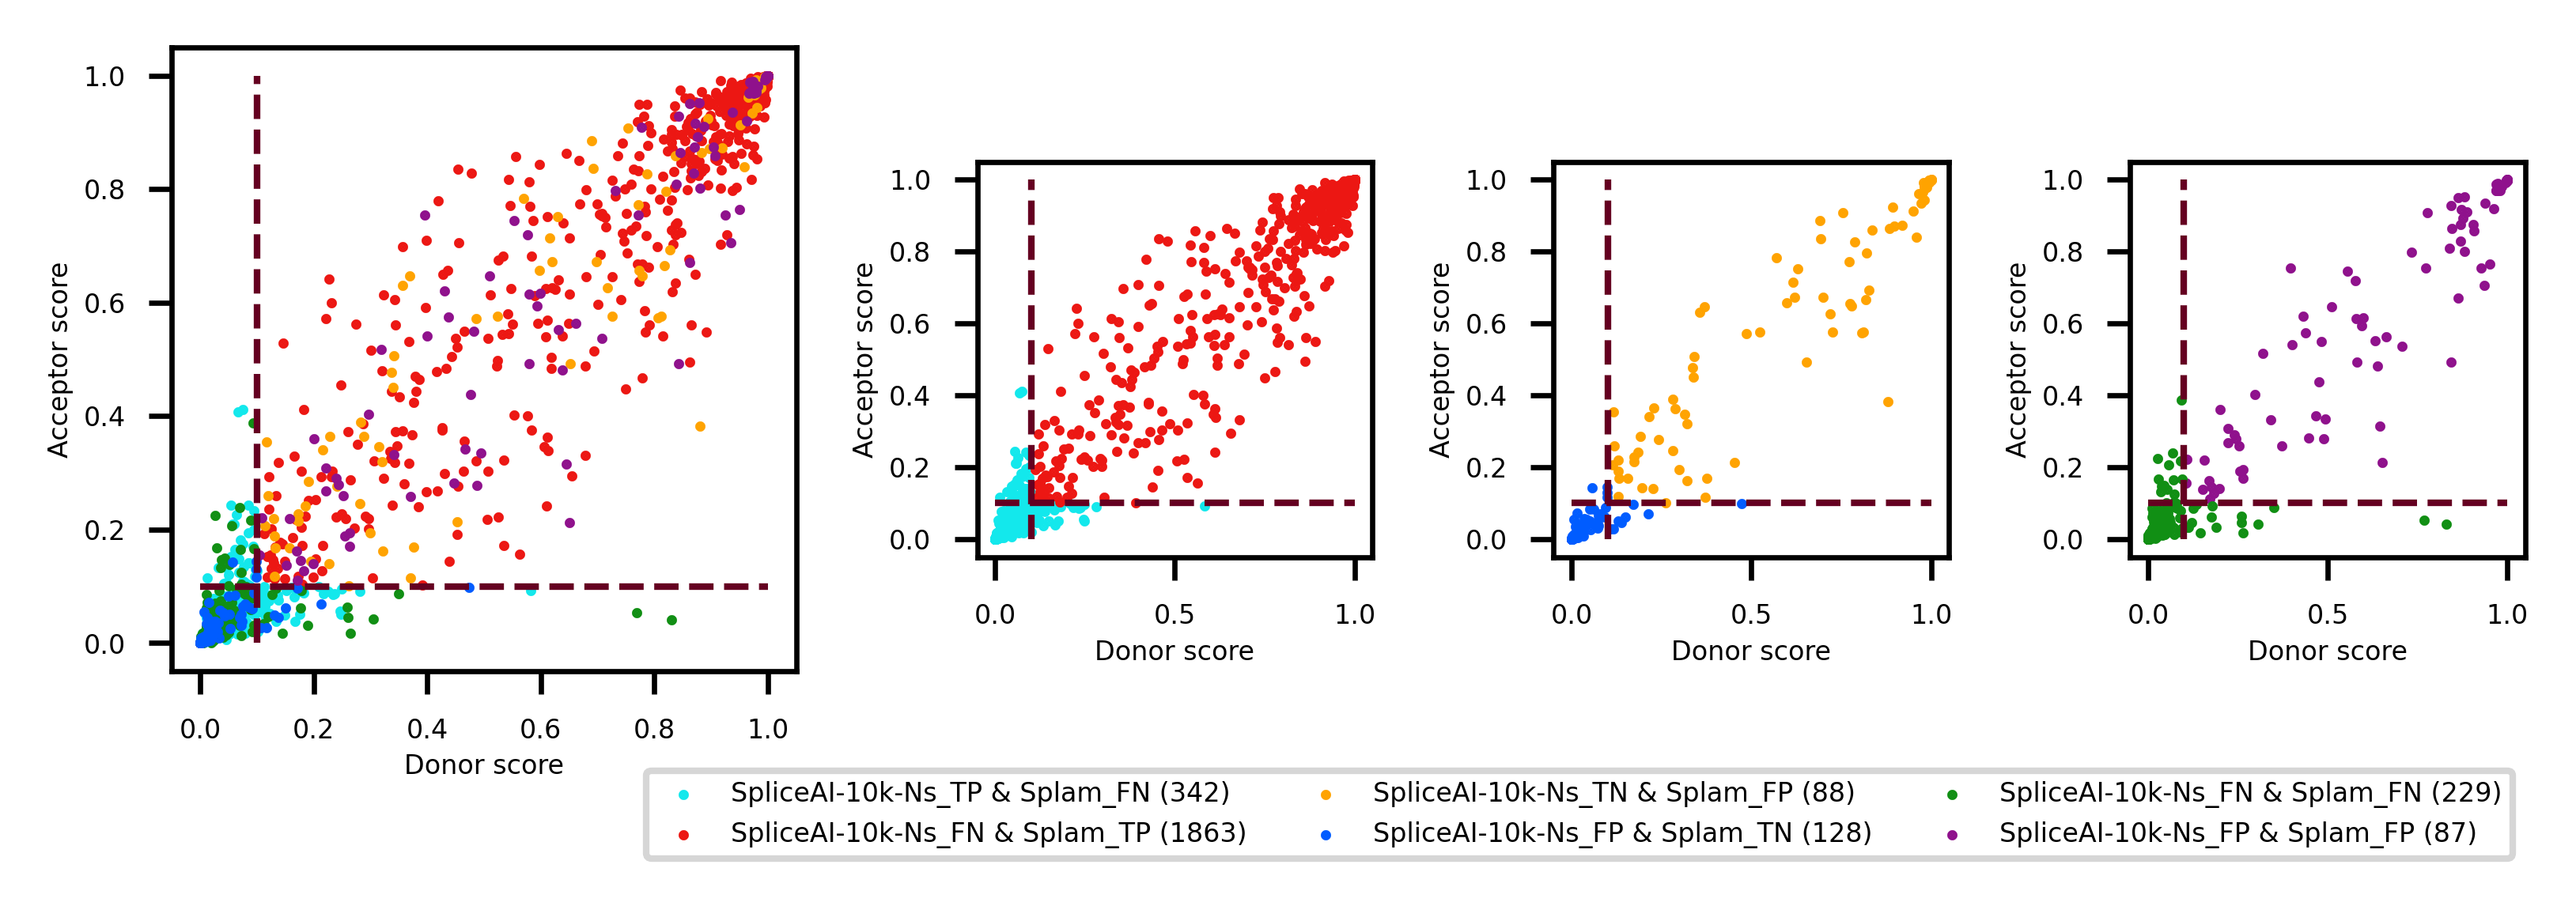 1.0
0.8
0.6
0.4
0.2
0.0
Acceptor score
0.0 0.2 0.4 0.6 0.8 1.0
Donor score
1.0
0.8
0.6
0.4
0.2
0.0
Acceptor score
0.0 0.5 1.0
Donor score
1.0
0.8
0.6
0.4
0.2
0.0
Acceptor score
0.0 0.5 1.0
Donor score
1.0
0.8
0.6
0.4
0.2
0.0
Acceptor score
0.0 0.5 1.0
Donor score
SpliceAI-10k-Ns_TP & Splam_FN (342)
SpliceAI-10k-Ns_FN & Splam_TP (1863)
SpliceAI-10k-Ns_TN & Splam_FP (88)
SpliceAI-10k-Ns_FP & Splam_TN (128)
SpliceAI-10k-Ns_FN & Splam_FN (229)
SpliceAI-10k-Ns_FP & Splam_FP (87)